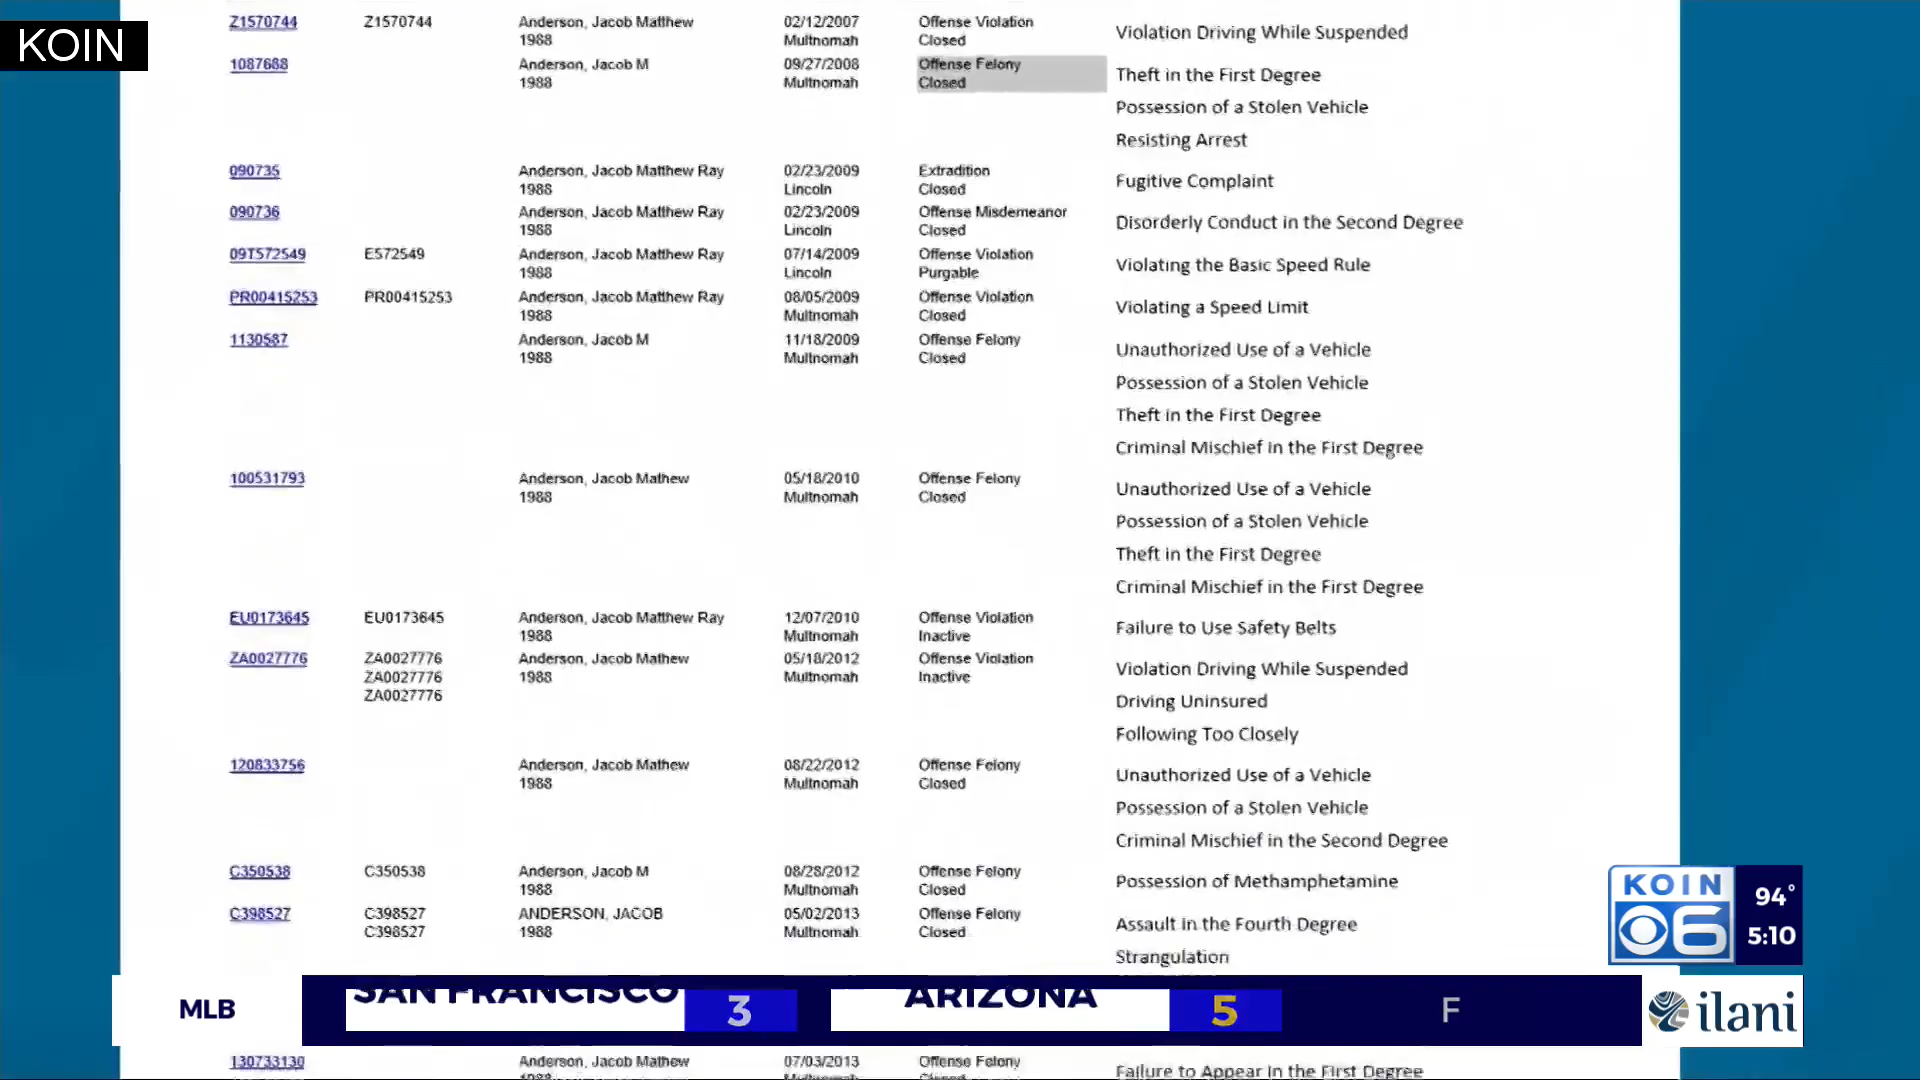 KOIN
Z1570744 Z1570744 Anderson, Jacob Matthew 02/12/2007 Offense Violation Violation Driving While Suspended
1988 Multnomah Closed
1087688 Anderson, Jacob M 09/27/2008 Offense Felony Theft in the First Degree
1988 Multnomah Closed
Possession of a Stolen Vehicle
Resisting Arrest
090735 Anderson, Jacob Matthew Ray 02/23/2009 Extradition Fugitive Complaint
1988 Lincoln Closed
090736 Anderson, Jacob Matthew Ray 02/23/2009 Offense Misdemeanor Disorderly Conduct in the Second Degree
1988 Lincoln Closed
09T572549 E572549 Anderson, Jacob Matthew Ray 07/14/2009 Offense Violation Violating the Basic Speed Rule
1988 Lincoln Purgable
PR00415253 PR00415253 Anderson, Jacob Matthew Ray 08/05/2009 Offense Violation Violating a Speed Limit
1988 Multnomah Closed
1130587 Anderson, Jacob M 11/18/2009 Offense Felony Unauthorized Use of a Vehicle
1988 Multnomah Closed
Possession of a Stolen Vehicle
Theft in the First Degree
Criminal Mischief in the First Degree
100531793 Anderson, Jacob Mathew 05/18/2010 Offense Felony Unauthorized Use of a Vehicle
1988 Multnomah Closed
Possession of a Stolen Vehicle
Theft in the First Degree
Criminal Mischief in the First Degree
EU0173645 EU0173645 Anderson, Jacob Matthew Ray 12/07/2010 Offense Violation Failure to Use Safety Belts
1988 Multnomah Inactive
ZA0027776 ZA0027776 Anderson, Jacob Mathew 05/18/2012 Offense Violation Violation Driving While Suspended
ZA0027776 1988 Multnomah Inactive
ZA0027776 Driving Uninsured
Following Too Closely
120833756 Anderson, Jacob Mathew 08/22/2012 Offense Felony Unauthorized Use of a Vehicle
1988 Multnomah Closed
Possession of a Stolen Vehicle
Criminal Mischief in the Second Degree
C350538 C350538 Anderson, Jacob M 08/28/2012 Offense Felony Possession of Methamphetamine
1988 Multnomah Closed
C398527 C398527 ANDERSON, JACOB 05/02/2013 Offense Felony Assault in the Fourth Degree
C398527 1988 Multnomah Closed
Strangulation
KOIN 94°
6 5:10
MLB SAN FRANCISCO 3 ARIZONA 5 F ilani
130733130 Anderson, Jacob Mathew 07/03/2013 Offense Felony Failure to Appear in the First Degree